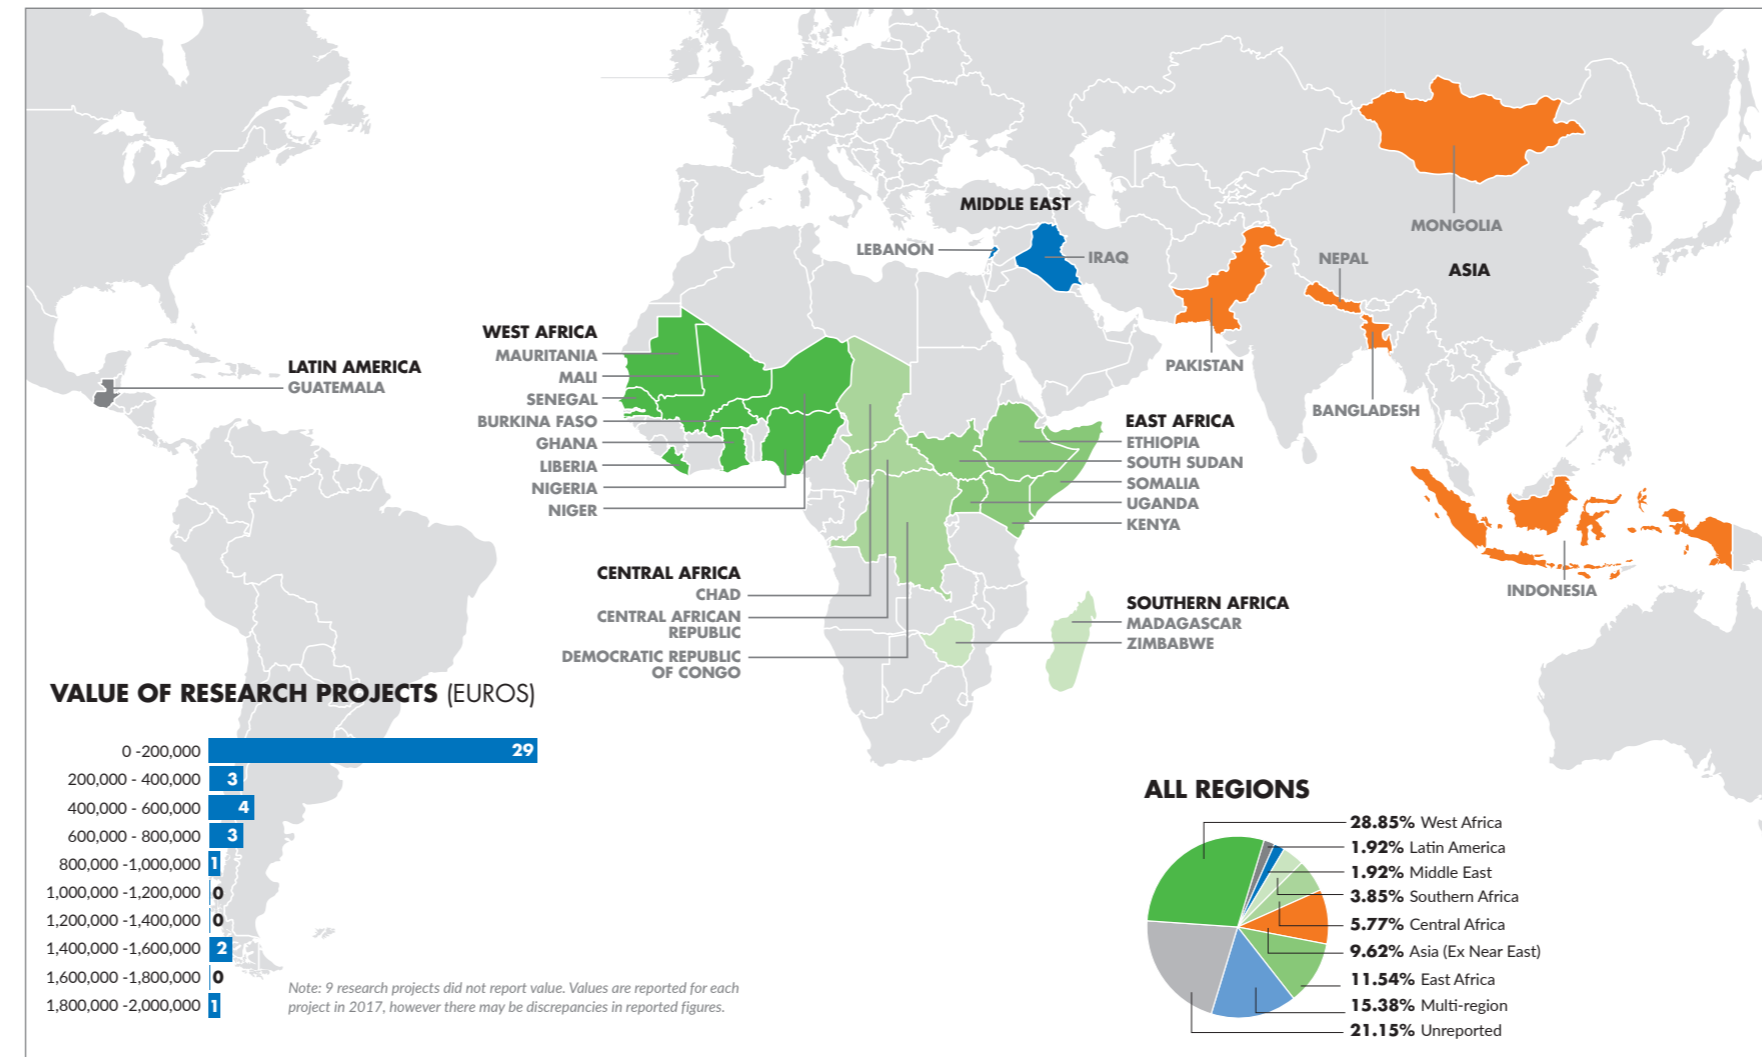 MIDDLE EAST
LEBANON
IRAQ
MONGOLIA
NEPAL
ASIA
PAKISTAN
BANGLADESH
INDONESIA
LATIN AMERICA
GUATEMALA
WEST AFRICA
MAURITANIA
MALI
SENEGAL
BURKINA FASO
GHANA
LIBERIA
NIGERIA
NIGER
EAST AFRICA
ETHIOPIA
SOUTH SUDAN
SOMALIA
UGANDA
KENYA
CENTRAL AFRICA
CHAD
CENTRAL AFRICAN
REPUBLIC
DEMOCRATIC REPUBLIC
OF CONGO
SOUTHERN AFRICA
MADAGASCAR
ZIMBABWE
VALUE OF RESEARCH PROJECTS (EUROS)
0 -200,000 29
200,000 - 400,000 3
400,000 - 600,000 4
600,000 - 800,000 3
800,000 -1,000,000 1
1,000,000 -1,200,000 0
1,200,000 -1,400,000 0
1,400,000 -1,600,000 2
1,600,000 -1,800,000 0
1,800,000 -2,000,000 1
Note: 9 research projects did not report value. Values are reported for each
project in 2017, however there may be discrepancies in reported figures.
ALL REGIONS
28.85% West Africa
1.92% Latin America
1.92% Middle East
3.85% Southern Africa
5.77% Central Africa
9.62% Asia (Ex Near East)
11.54% East Africa
15.38% Multi-region
21.15% Unreported